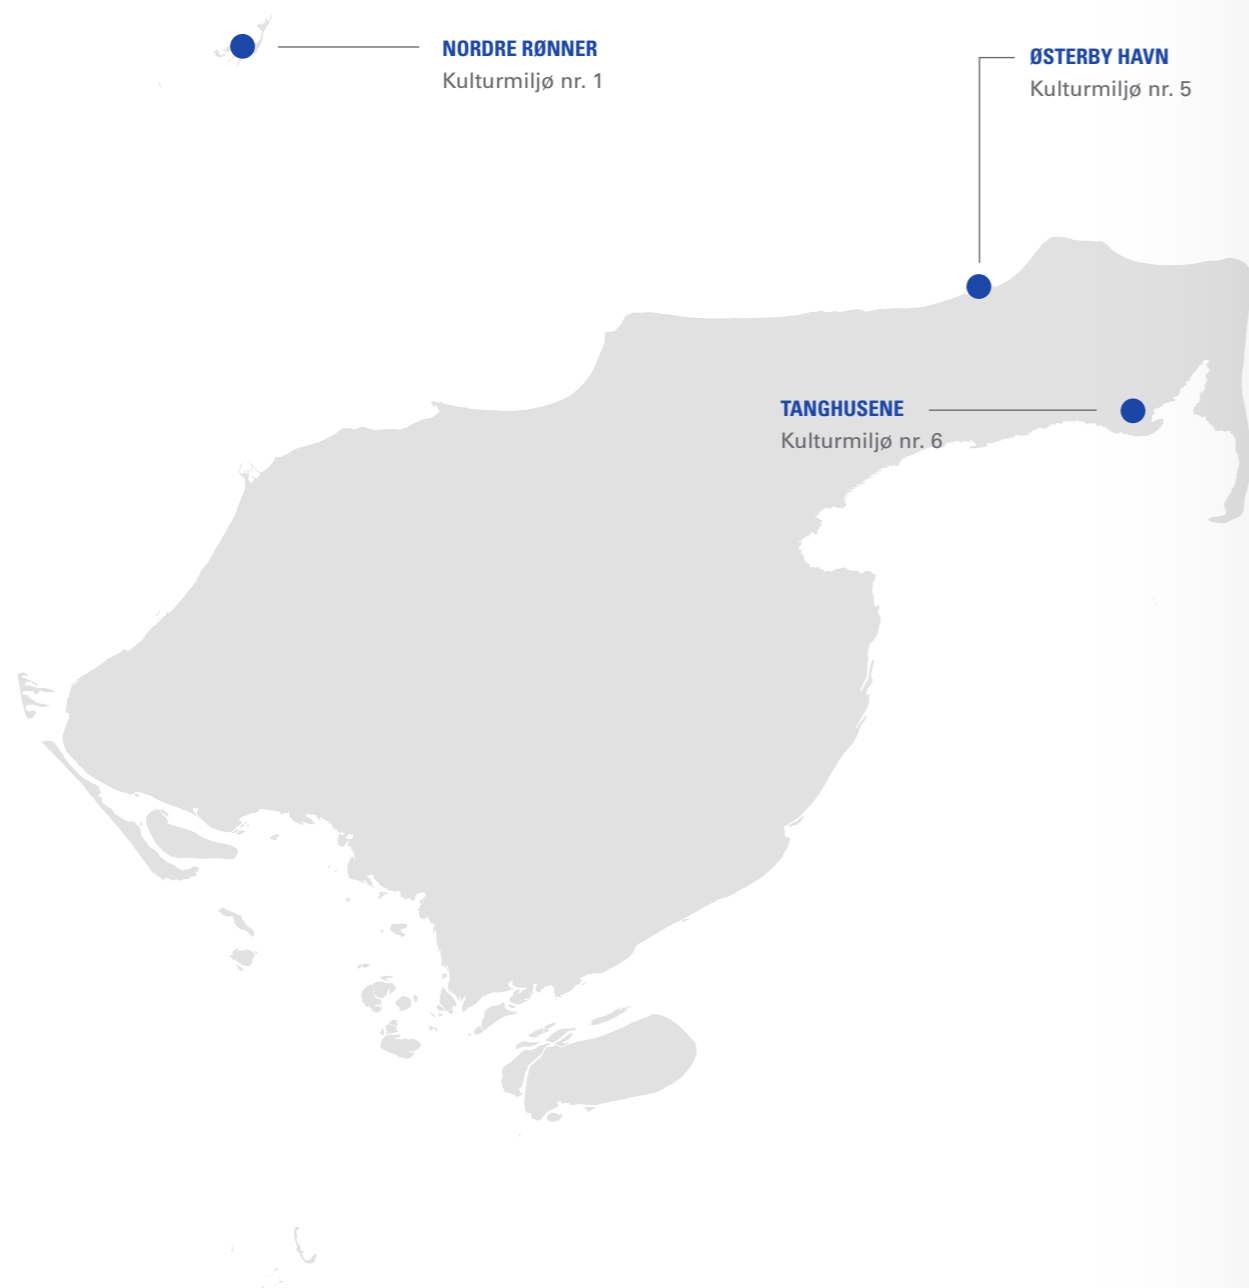 NORDRE RØNNER
Kulturmiljø nr. 1
ØSTERBY HAVN
Kulturmiljø nr. 5
TANGHUSENE
Kulturmiljø nr. 6